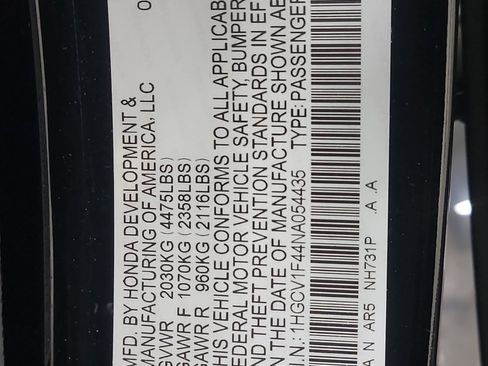 MFD. BY HONDA DEVELOPMENT & 0
MANUFACTURING OF AMERICA, LLC
GVWR 2030KG (4475LBS)
GAWR F 1070KG (2358LBS)
GAWR R 960KG (2116LBS)
THIS VEHICLE CONFORMS TO ALL APPLICAB
FEDERAL MOTOR VEHICLE SAFETY, BUMPER
AND THEFT PREVENTION STANDARDS IN EF
ON THE DATE OF MANUFACTURE SHOWN AB
V.I.N.: 1HGCV1F44NA054435 TYPE: PASSENGER
A N AR5 NH731P .A .A